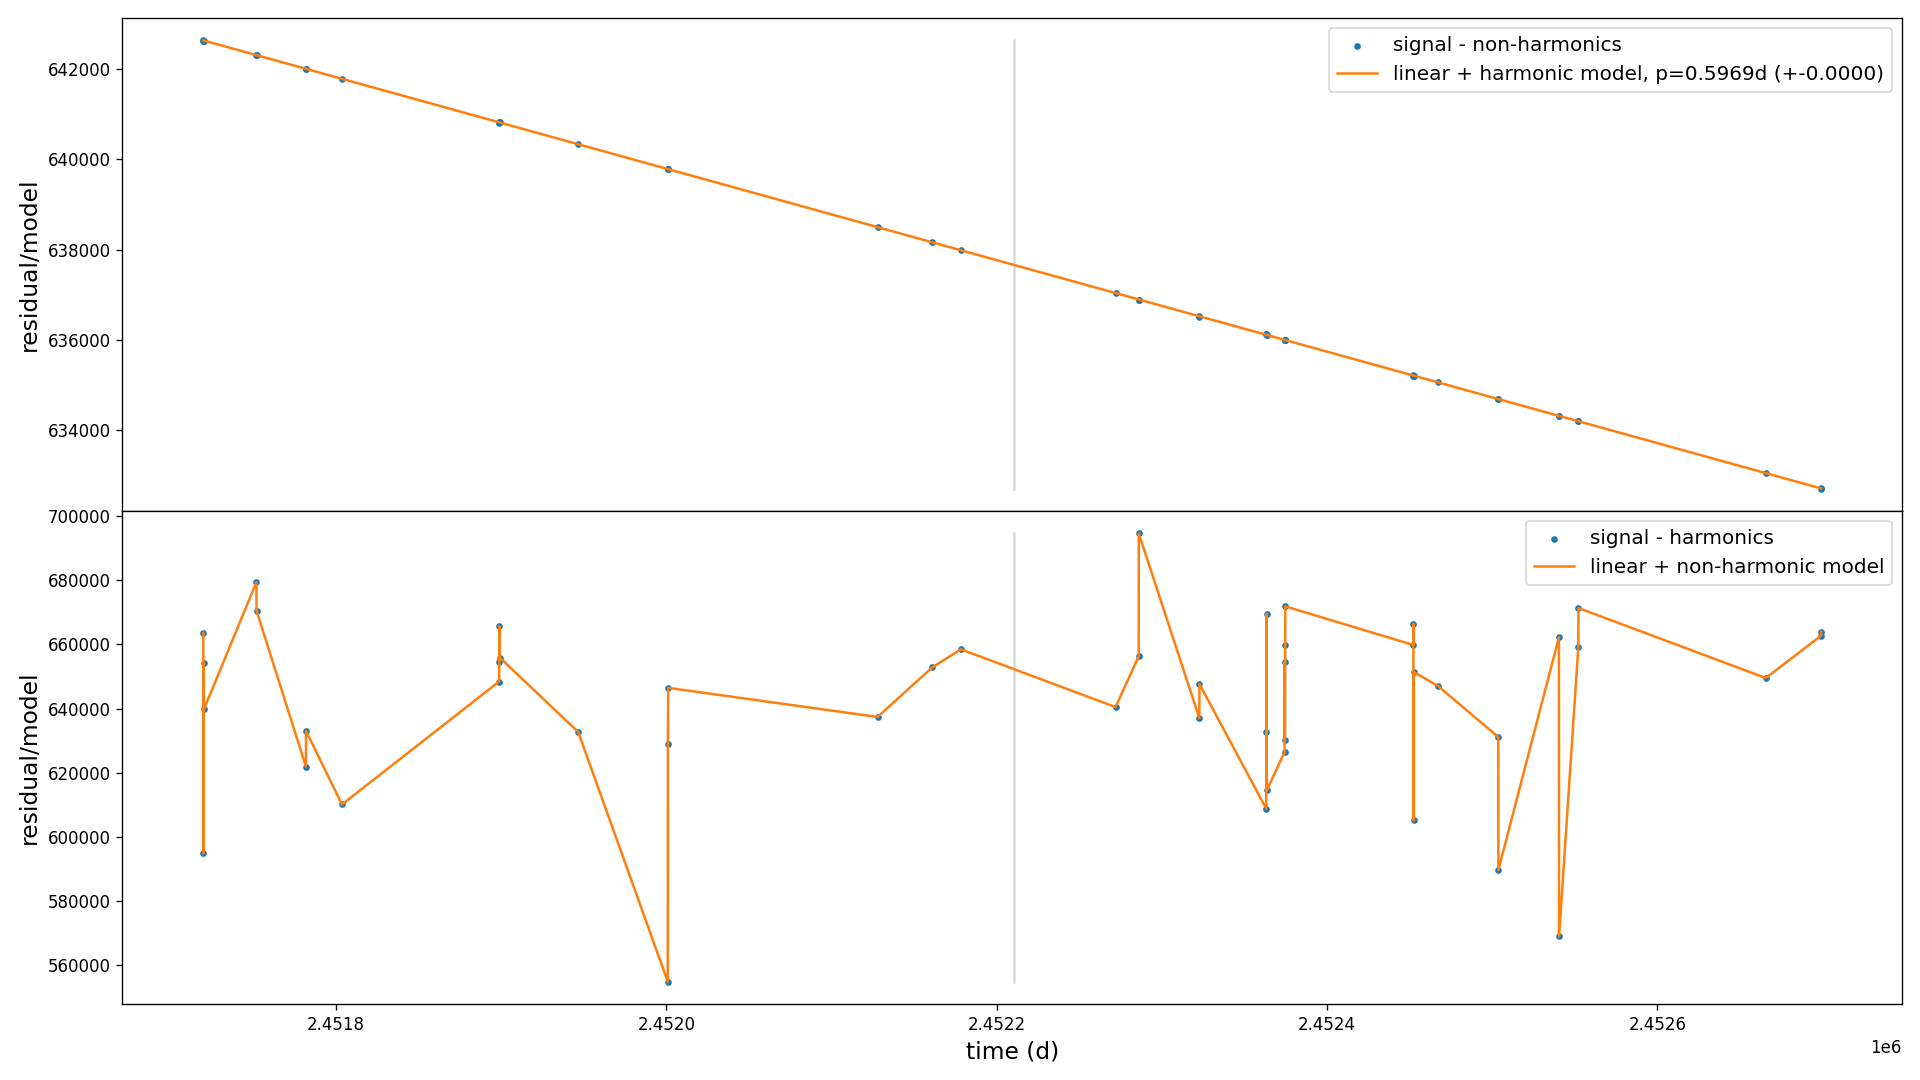 642000
640000
638000
636000
634000
residual/model
signal - non-harmonics
linear + harmonic model, p=0.5969d (+-0.0000)
700000
680000
660000
640000
620000
600000
580000
560000
residual/model
signal - harmonics
linear + non-harmonic model
2.4518
2.4520
2.4522
2.4524
2.4526
time (d)
1e6